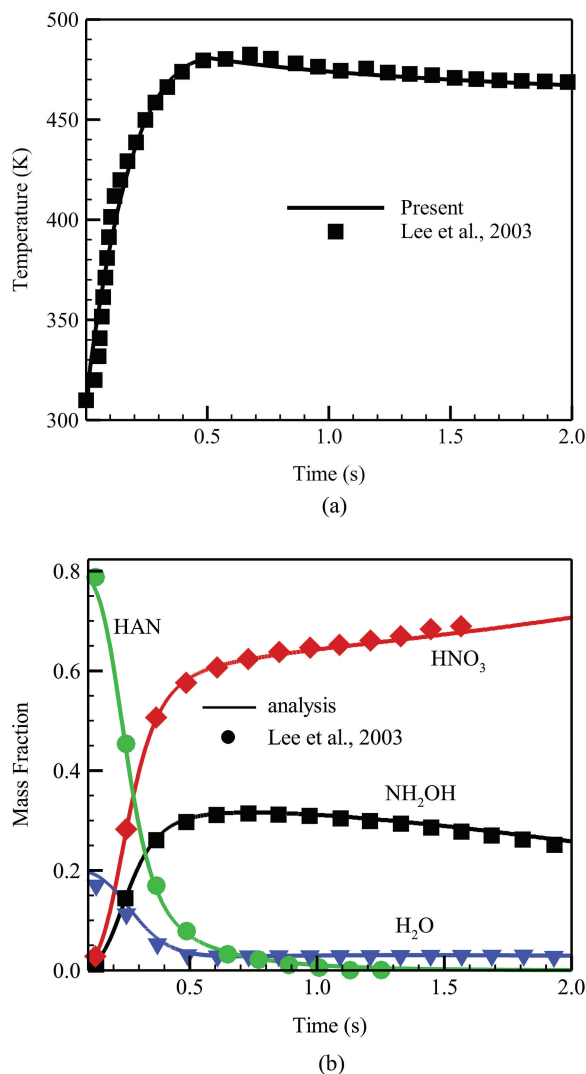 500
450
400
350
300
Temperature (K)
Present
Lee et al., 2003
0.5
1.0
1.5
2.0
Time (s)
(a)
0.8
0.6
0.4
0.2
0.0
Mass Fraction
HAN
HNO₃
analysis
Lee et al., 2003
NH₂OH
H₂O
0.5
1.0
1.5
2.0
Time (s)
(b)